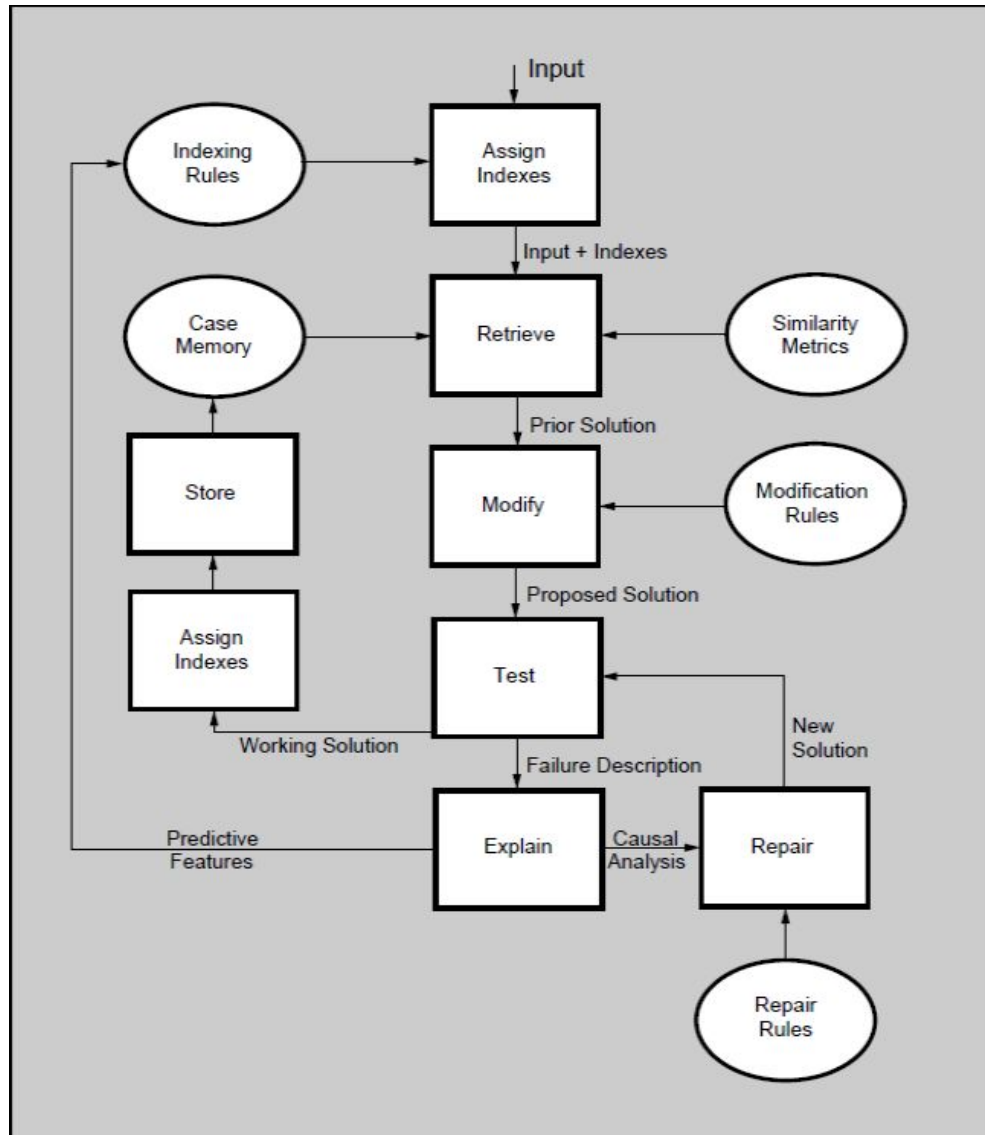 Input
Indexing
Rules
Assign
Indexes
Input + Indexes
Case
Memory
Retrieve
Similarity
Metrics
Prior Solution
Store
Modify
Modification
Rules
Proposed Solution
Assign
Indexes
Test
New
Solution
Working Solution
Failure Description
Predictive
Features
Explain
Causal
Analysis
Repair
Repair
Rules